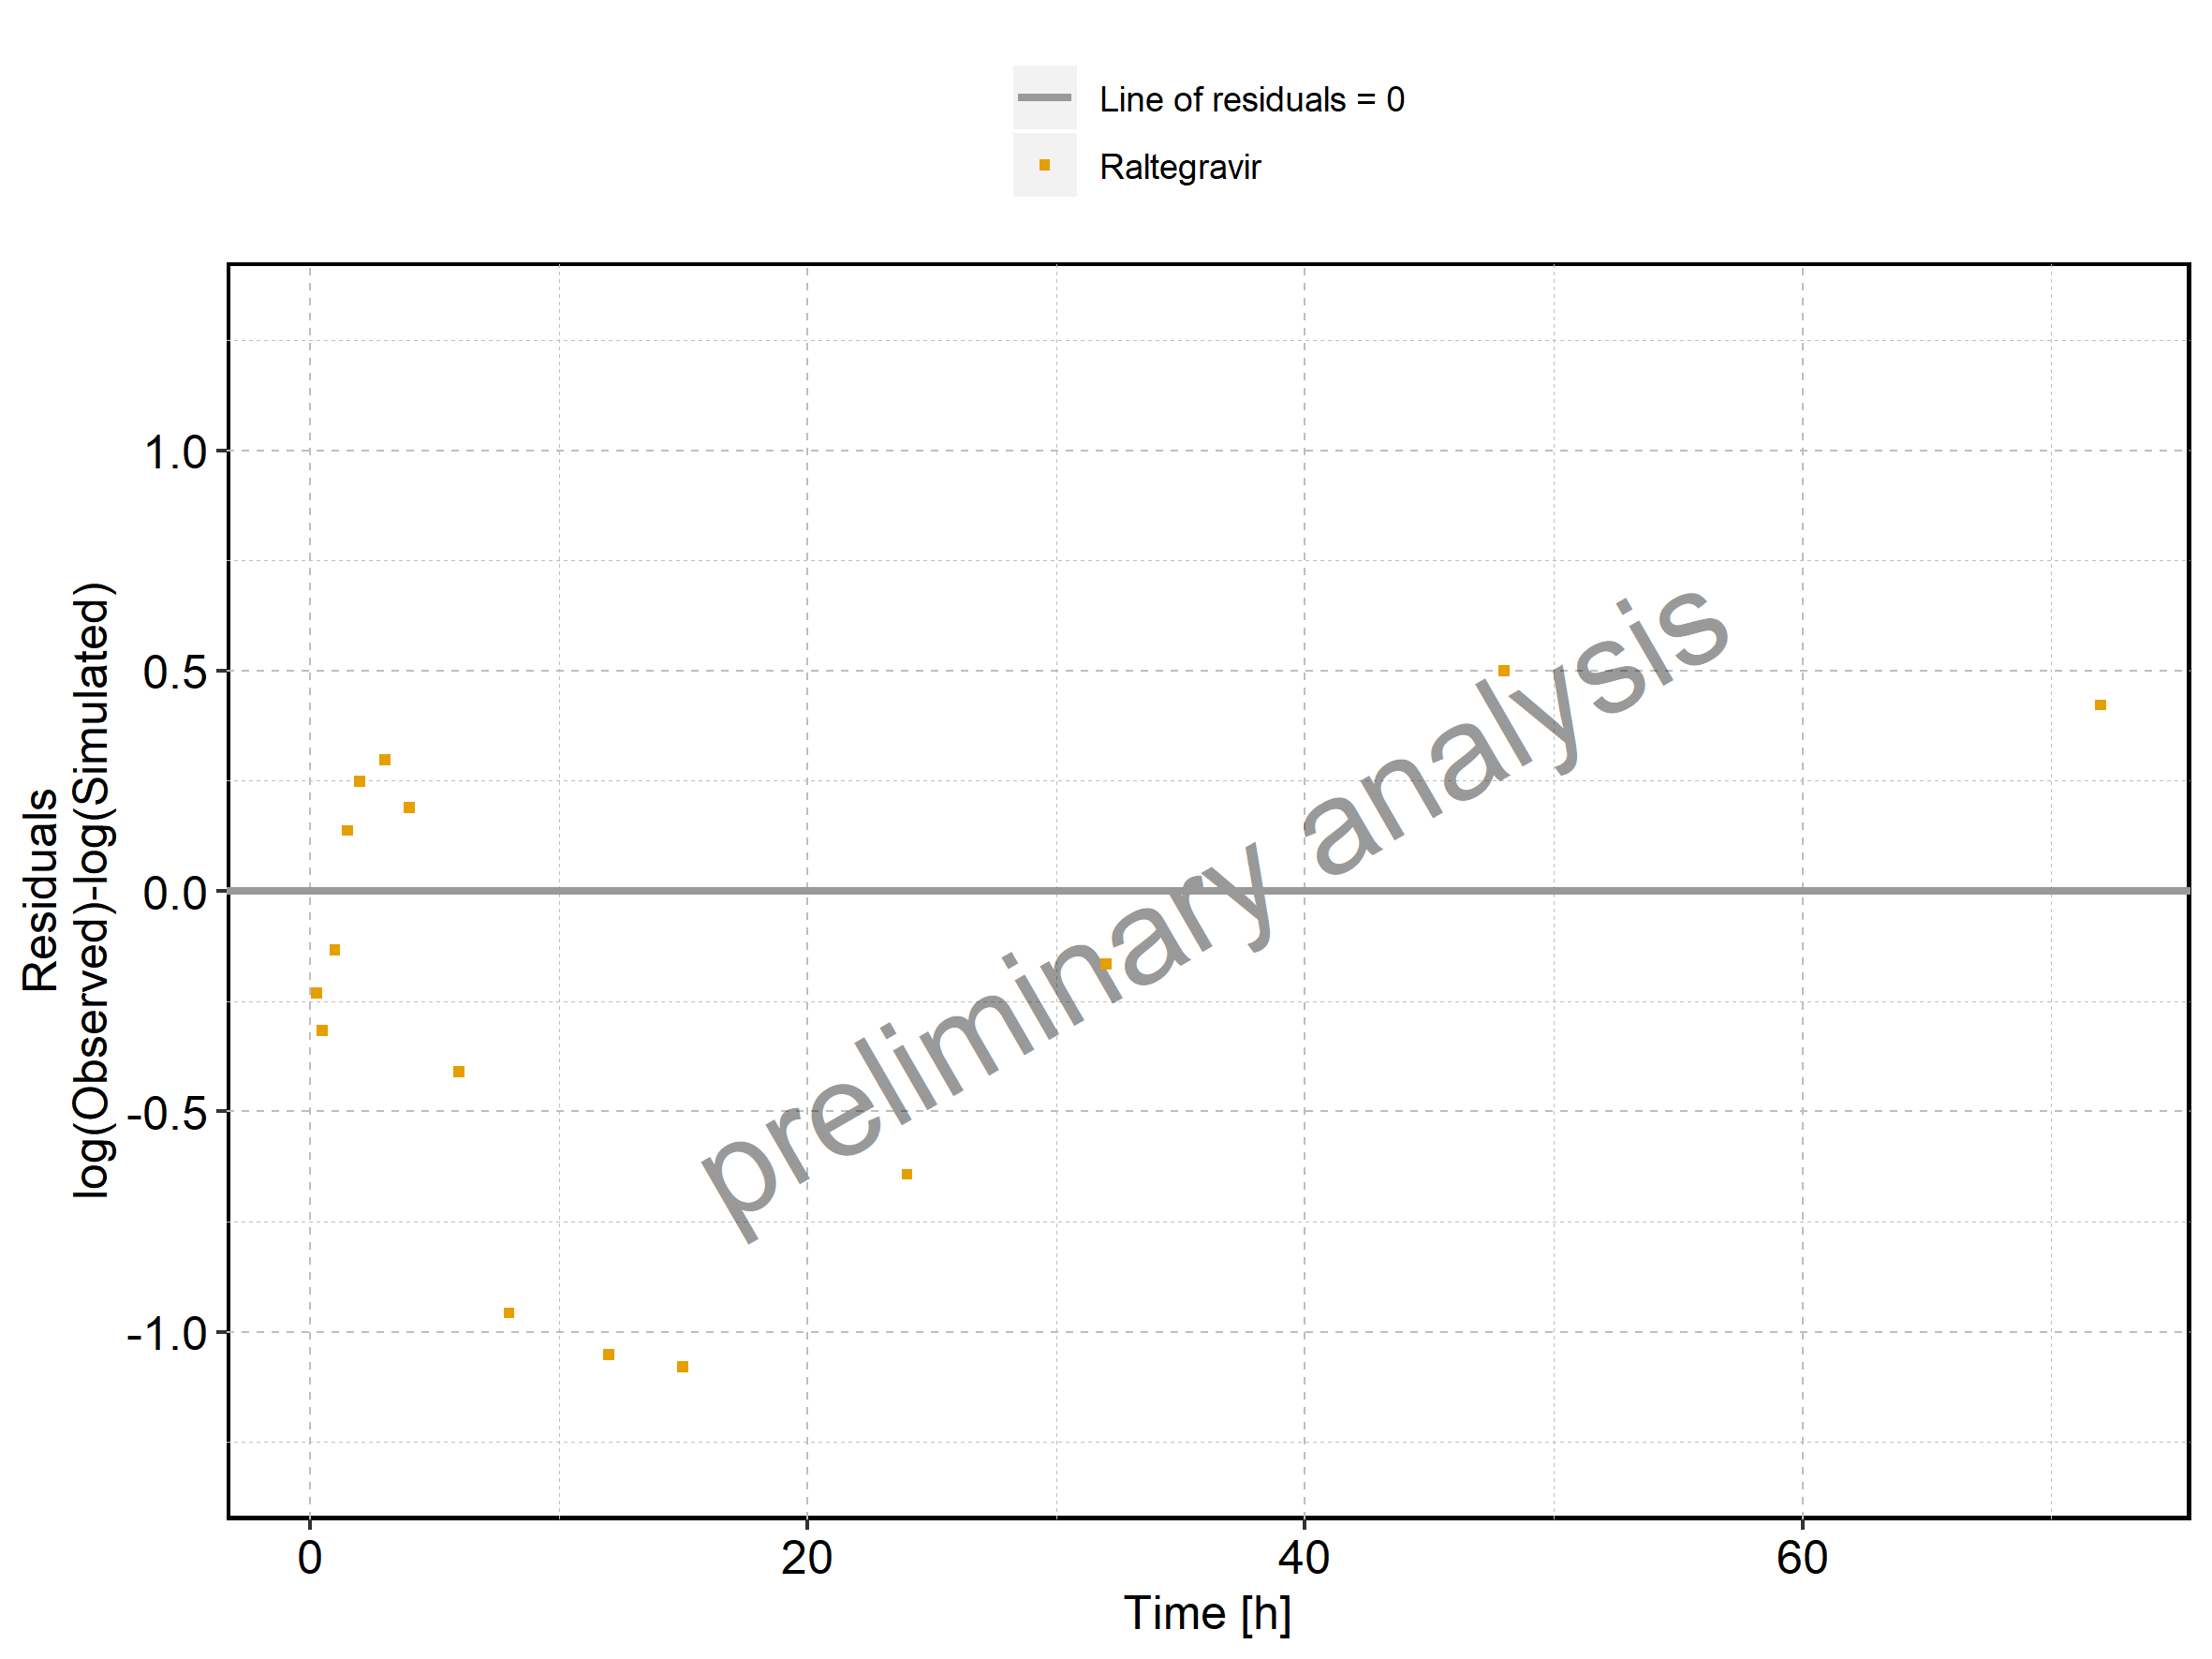 Line of residuals = 0
Raltegravir
Residuals
log(Observed)-log(Simulated)
1.0
0.5
0.0
-0.5
-1.0
preliminary analysis
0 20 40 60
Time [h]